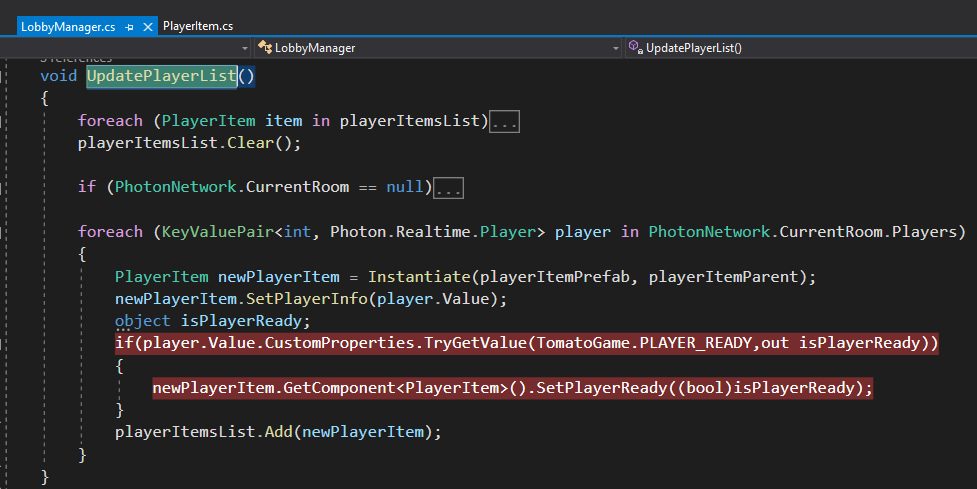 LobbyManager.cs PlayerItem.cs
LobbyManager UpdatePlayerList()
void UpdatePlayerList()
{
foreach (PlayerItem item in playerItemsList)...
playerItemsList.Clear();
if (PhotonNetwork.CurrentRoom == null)...
foreach (KeyValuePair<int, Photon.Realtime.Player> player in PhotonNetwork.CurrentRoom.Players)
{
PlayerItem newPlayerItem = Instantiate(playerItemPrefab, playerItemParent);
newPlayerItem.SetPlayerInfo(player.Value);
object isPlayerReady;
if(player.Value.CustomProperties.TryGetValue(TomatoGame.PLAYER_READY,out isPlayerReady))
{
newPlayerItem.GetComponent<PlayerItem>().SetPlayerReady((bool)isPlayerReady);
}
playerItemsList.Add(newPlayerItem);
}
}